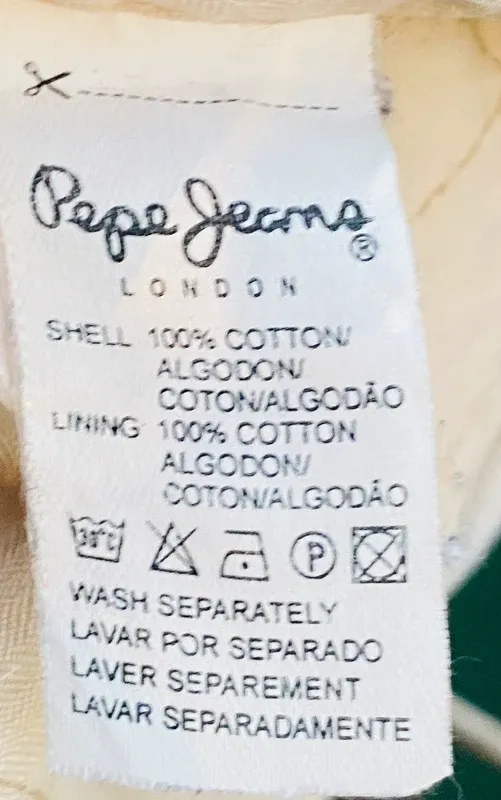 Pepe Jeans ®
LONDON
SHELL 100% COTTON/
ALGODON/
COTON/ALGODÃO
LINING 100% COTTON
ALGODON/
COTON/ALGODÃO
30°C P
WASH SEPARATELY
LAVAR POR SEPARADO
LAVER SEPAREMENT
LAVAR SEPARADAMENTE